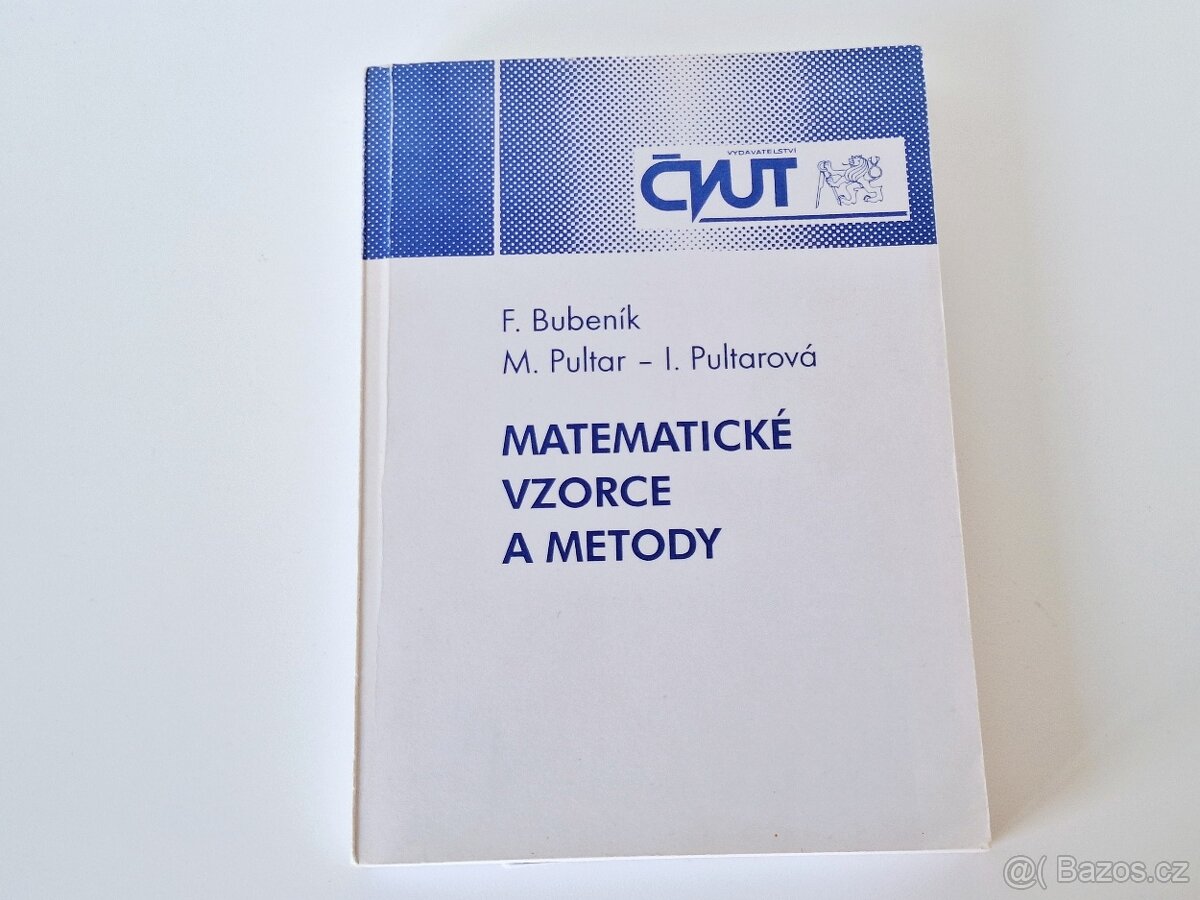 VYDAVATELSTVÍ
ČVUT
F. Bubeník
M. Pultar – I. Pultarová
MATEMATICKÉ
VZORCE
A METODY
@( Bazos.cz